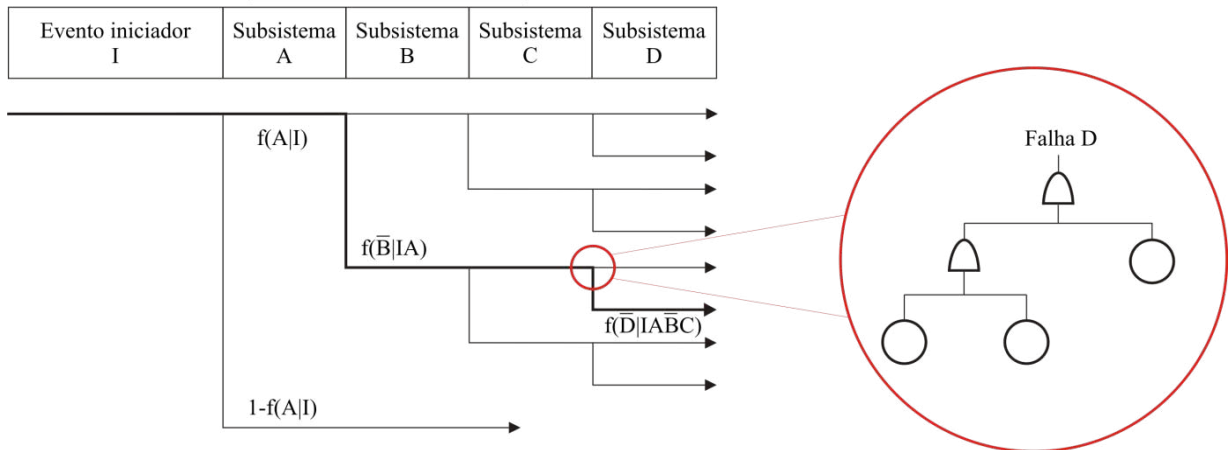 Evento iniciador
I
Subsistema
A
Subsistema
B
Subsistema
C
Subsistema
D
f(A|I)
f(B̅|IA)
f(D̅|IAB̅C)
1-f(A|I)
Falha D